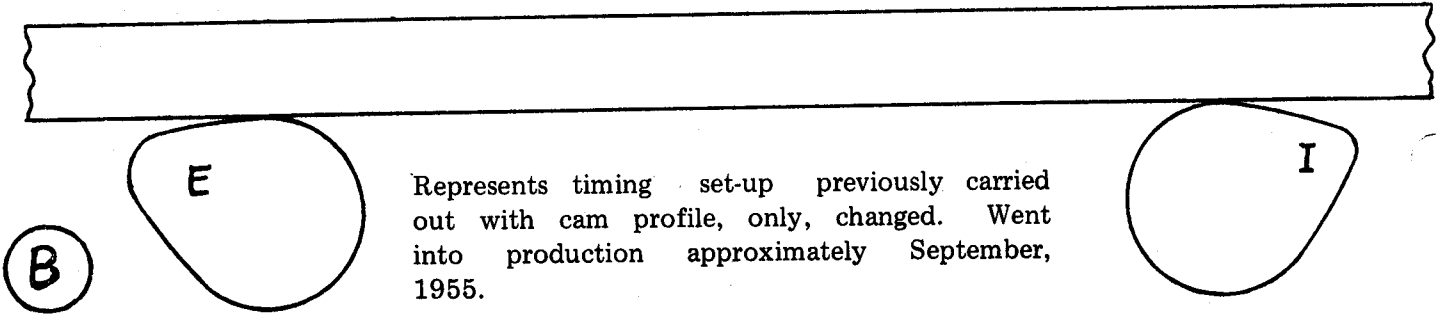 E
I
Represents timing set-up previously carried
out with cam profile, only, changed. Went
into production approximately September,
1955.
B